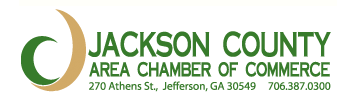 JACKSON COUNTY
AREA CHAMBER OF COMMERCE
270 Athens St., Jefferson, GA 30549 706.387.0300